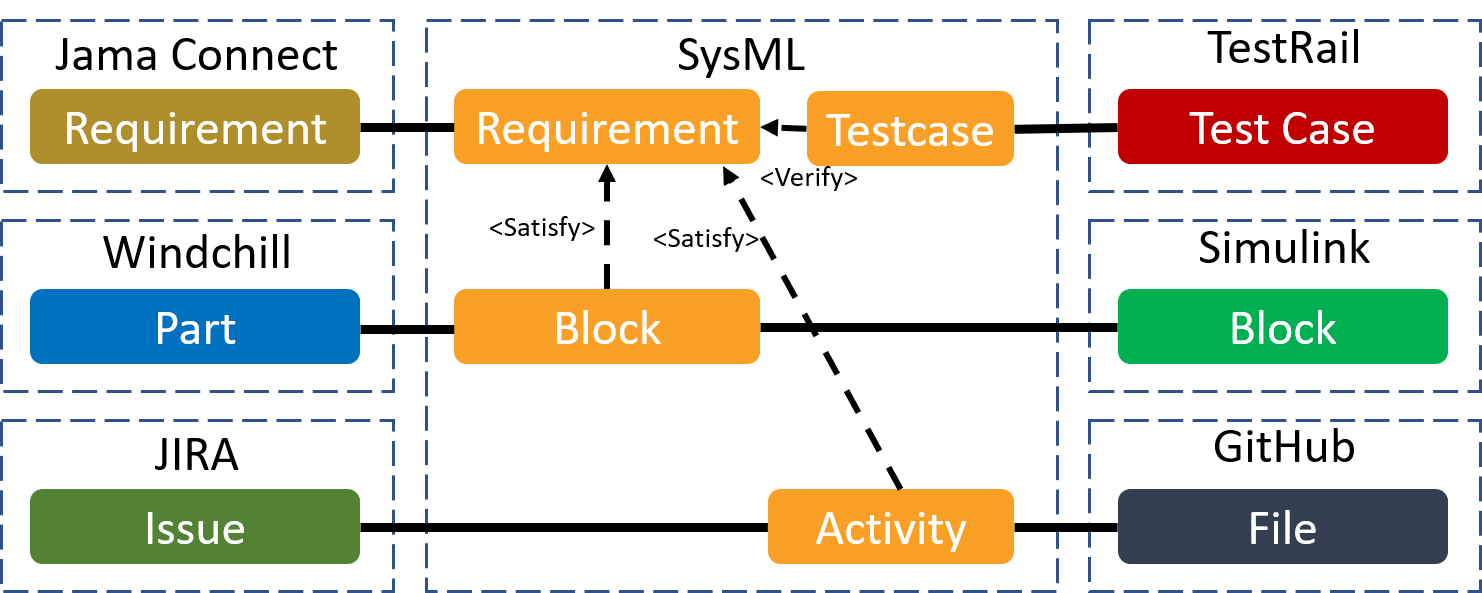 Jama Connect
SysML
TestRail
Requirement
Requirement
Testcase
Test Case
<Verify>
<Satisfy>
<Satisfy>
Windchill
Simulink
Part
Block
Block
JIRA
GitHub
Issue
Activity
File